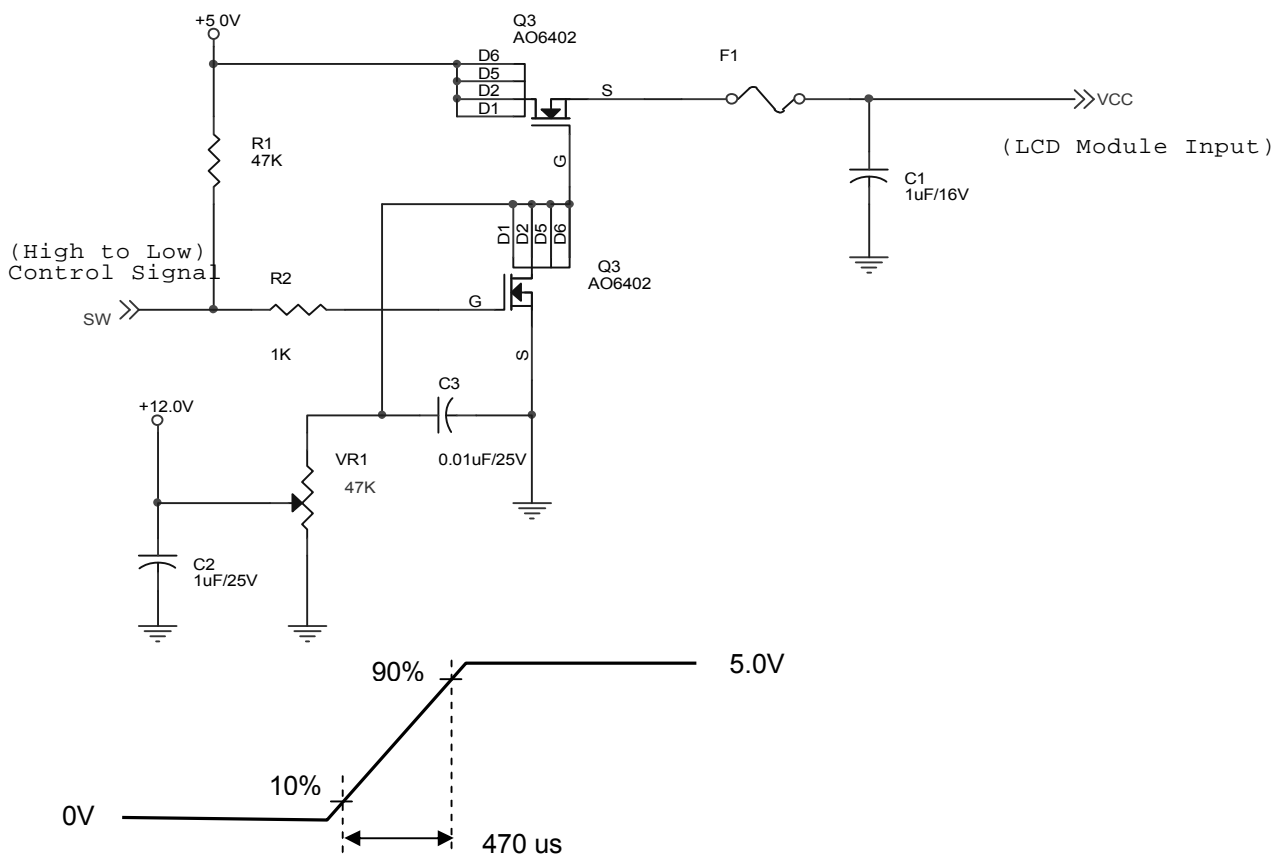 +5.0V
Q3
AO6402
D6
D5
D2
D1
S
G
F1
VCC
(LCD Module Input)
R1
47K
C1
1uF/16V
(High to Low)
Control Signal
SW
R2
1K
G
D1
D2
D5
D6
Q3
AO6402
S
+12.0V
C3
0.01uF/25V
VR1
47K
C2
1uF/25V
90%
5.0V
10%
0V
470 us